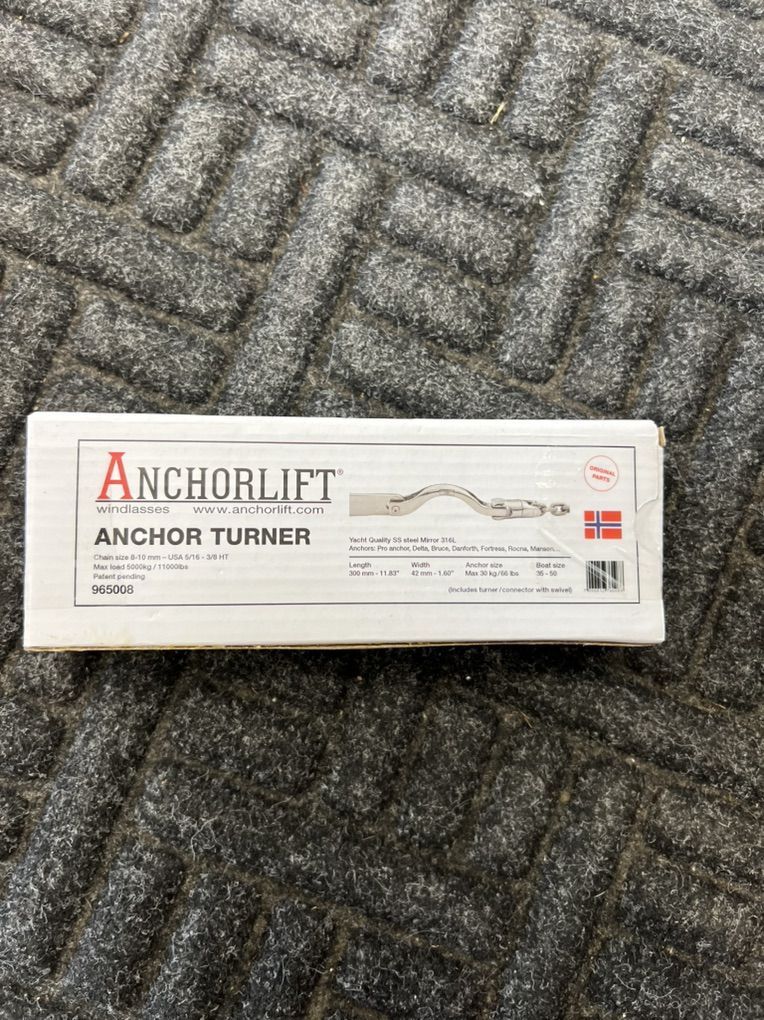 ANCHORLIFT®
windlasses www.anchorlift.com
ANCHOR TURNER
Chain size 8-10 mm – USA 5/16 - 3/8 HT
Max load 5000kg / 11000lbs
Patent pending
965008
ORIGINAL
PARTS
Yacht Quality SS steel Mirror 316L
Anchors: Pro anchor, Delta, Bruce, Danforth, Fortress, Rocna, Manson...
Length Width Anchor size Boat size
300 mm - 11.83" 42 mm - 1.60" Max 30 kg/66 lbs 35 - 50
(includes turner/connector with swivel)